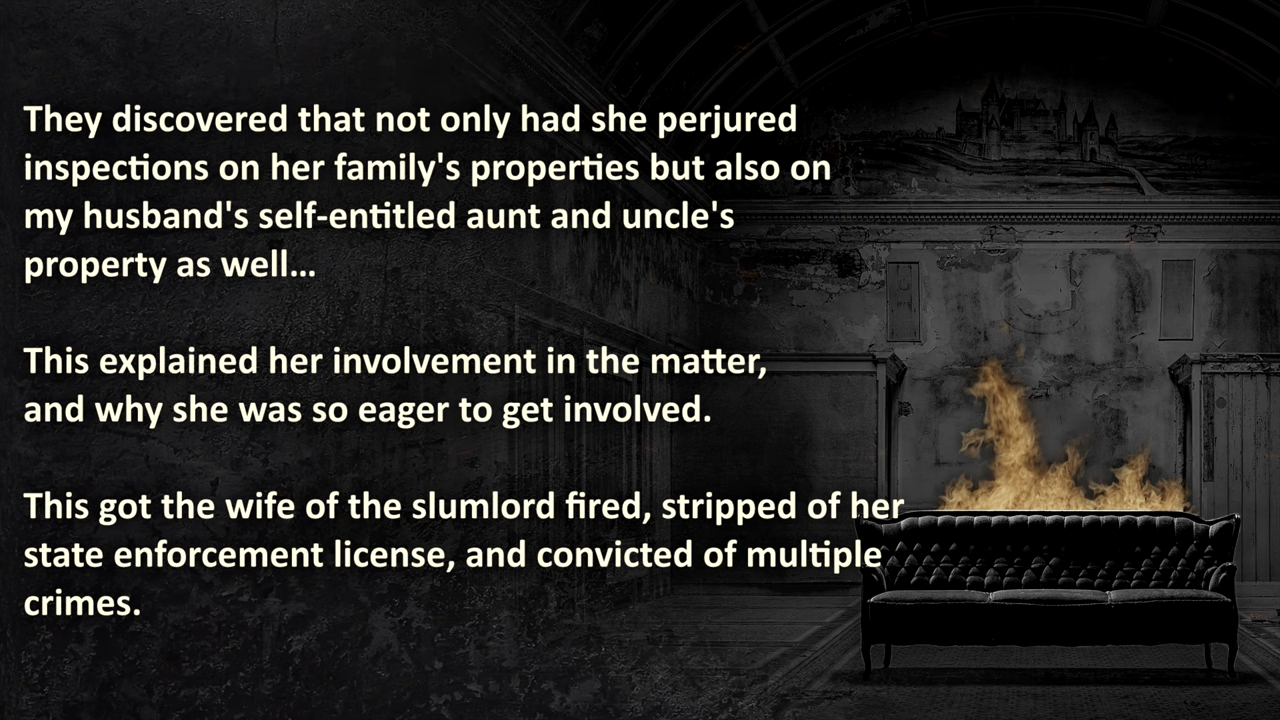 They discovered that not only had she perjured
inspections on her family's properties but also on
my husband's self-entitled aunt and uncle's
property as well...
This explained her involvement in the matter,
and why she was so eager to get involved.
This got the wife of the slumlord fired, stripped of her
state enforcement license, and convicted of multiple
crimes.